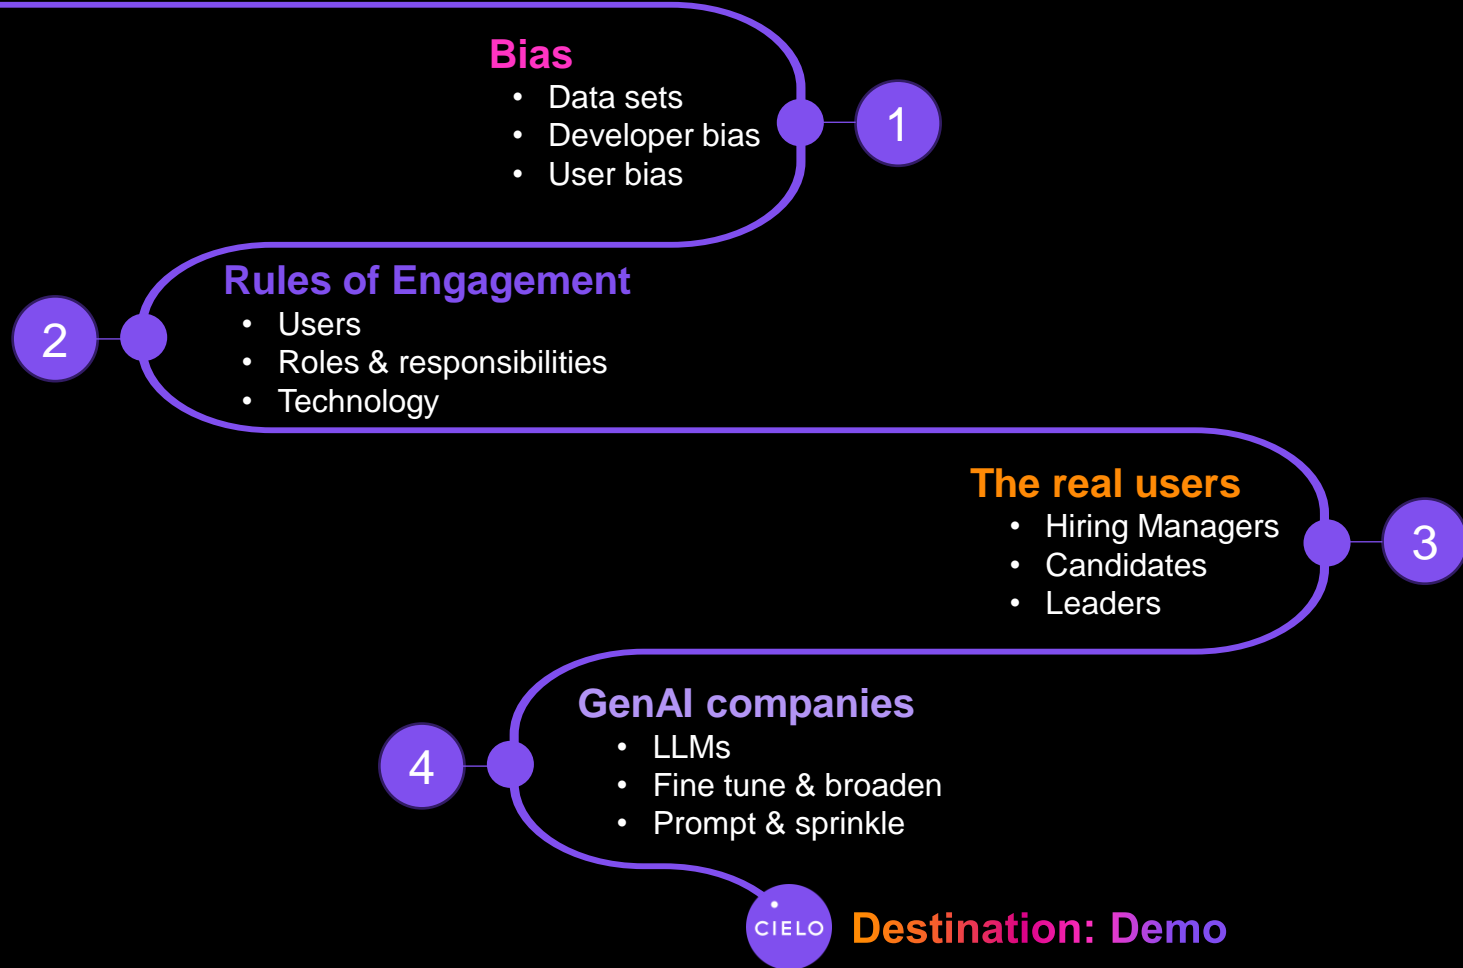 Bias
• Data sets
• Developer bias
• User bias
1
Rules of Engagement
• Users
• Roles & responsibilities
• Technology
2
The real users
• Hiring Managers
• Candidates
• Leaders
3
GenAI companies
• LLMs
• Fine tune & broaden
• Prompt & sprinkle
4
CIELO
Destination: Demo